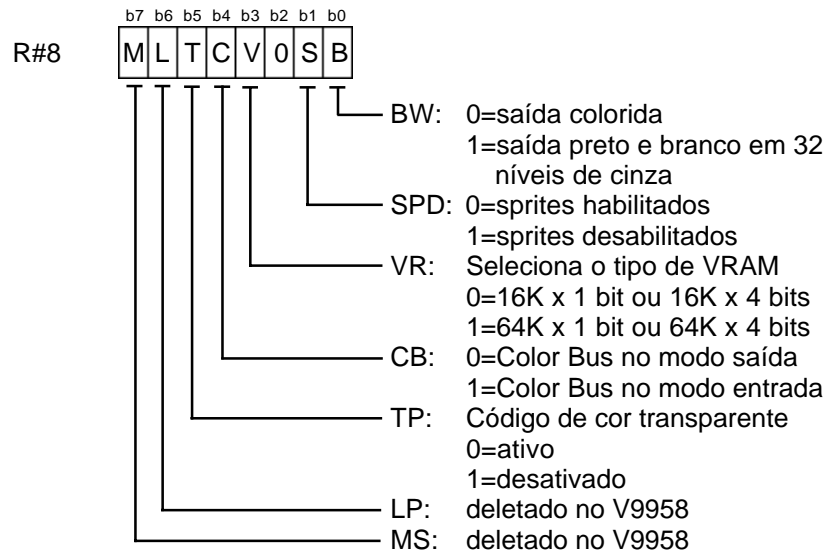 b7 b6 b5 b4 b3 b2 b1 b0
R#8 M L T C V 0 S B
BW: 0=saída colorida
1=saída preto e branco em 32
níveis de cinza
SPD: 0=sprites habilitados
1=sprites desabilitados
VR: Seleciona o tipo de VRAM
0=16K x 1 bit ou 16K x 4 bits
1=64K x 1 bit ou 64K x 4 bits
CB: 0=Color Bus no modo saída
1=Color Bus no modo entrada
TP: Código de cor transparente
0=ativo
1=desativado
LP: deletado no V9958
MS: deletado no V9958